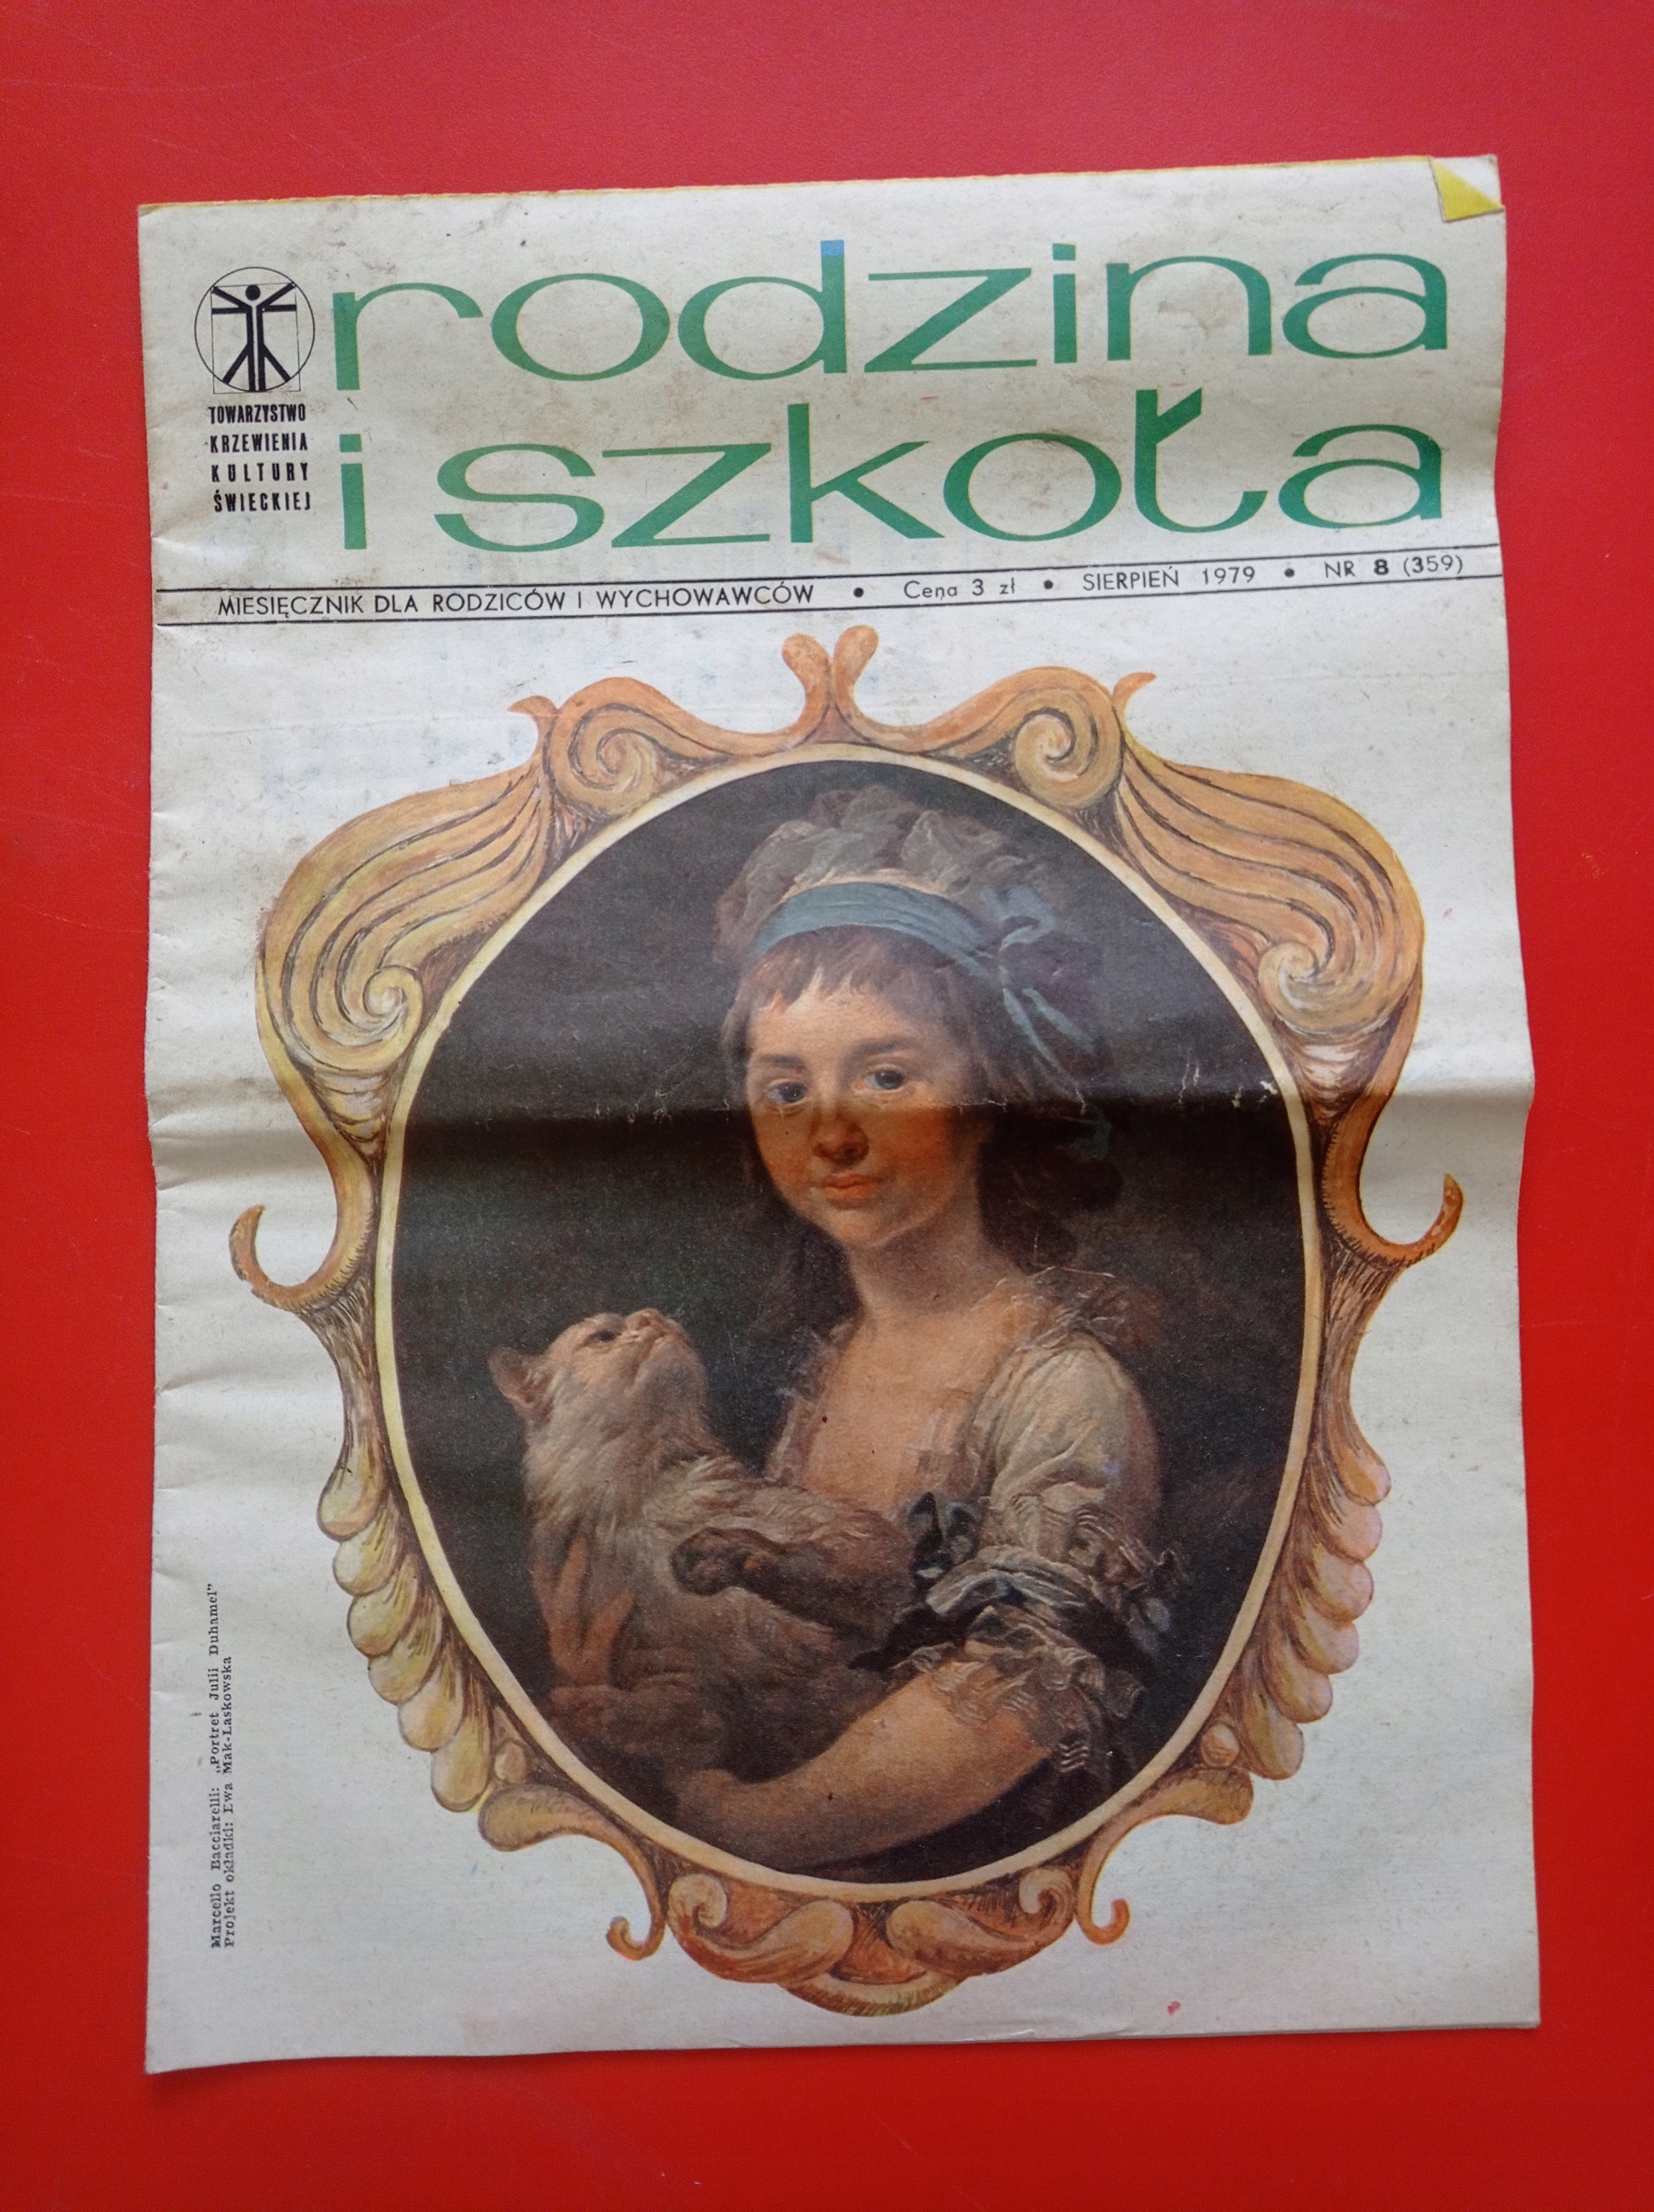 rodzina
i szkoła
TOWARZYSTWO
KRZEWIENIA
KULTURY
ŚWIECKIEJ
MIESIĘCZNIK DLA RODZICÓW I WYCHOWAWCÓW • Cena 3 zł • SIERPIEŃ 1979 • NR 8 (359)
Marcello Bacciarelli: „Portret Julii Duhamel”
Projekt okładki: Ewa Mak-Laskowska